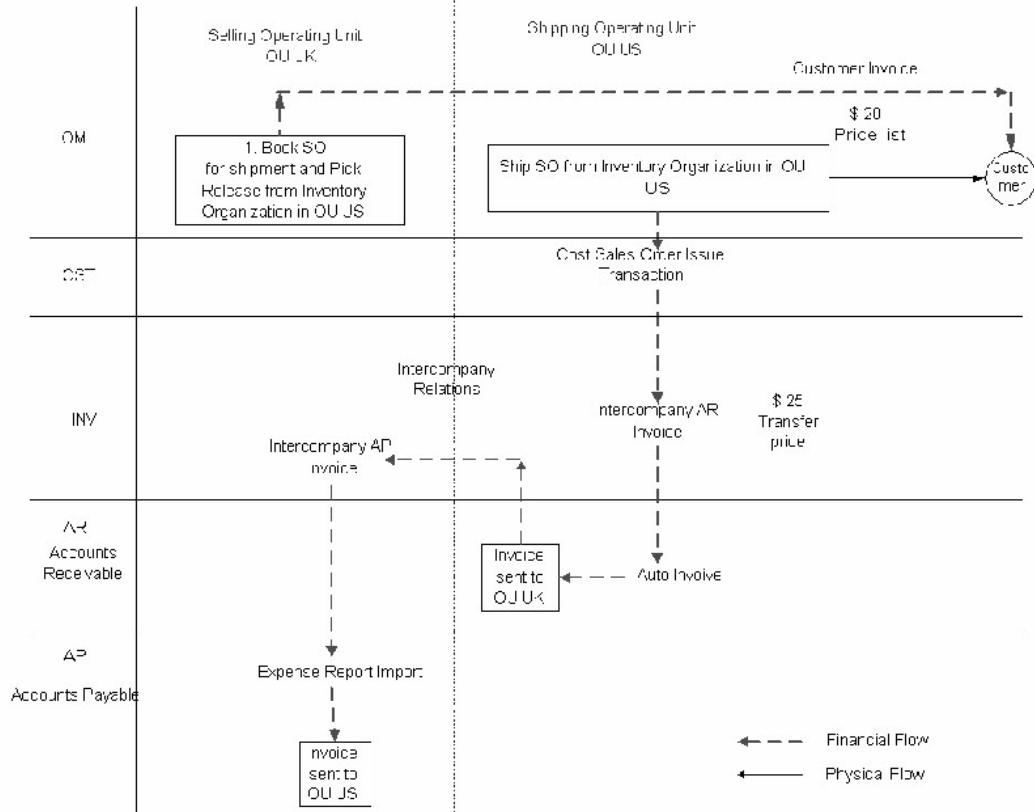 Selling Operating Unit
OU UK
Shipping Operating Unit
OU US
Customer Invoice
$ 20
Price list
OM
1. Book SO
for shipment and Pick
Release from Inventory
Organization in OU US
Ship SO from Inventory Organization in OU
US
Custo
mer
CST
Cost Sales Order Issue
Transaction
Intercompany
Relations
INV
Intercompany AR
Invoice
$ 25
Transfer
price
Intercompany AP
Invoice
AR
Accounts
Receivable
Invoice
sent to
OU UK
Auto Invoive
AP
Accounts Payable
Expense Report Import
Invoice
sent to
OU US
Financial Flow
Physical Flow